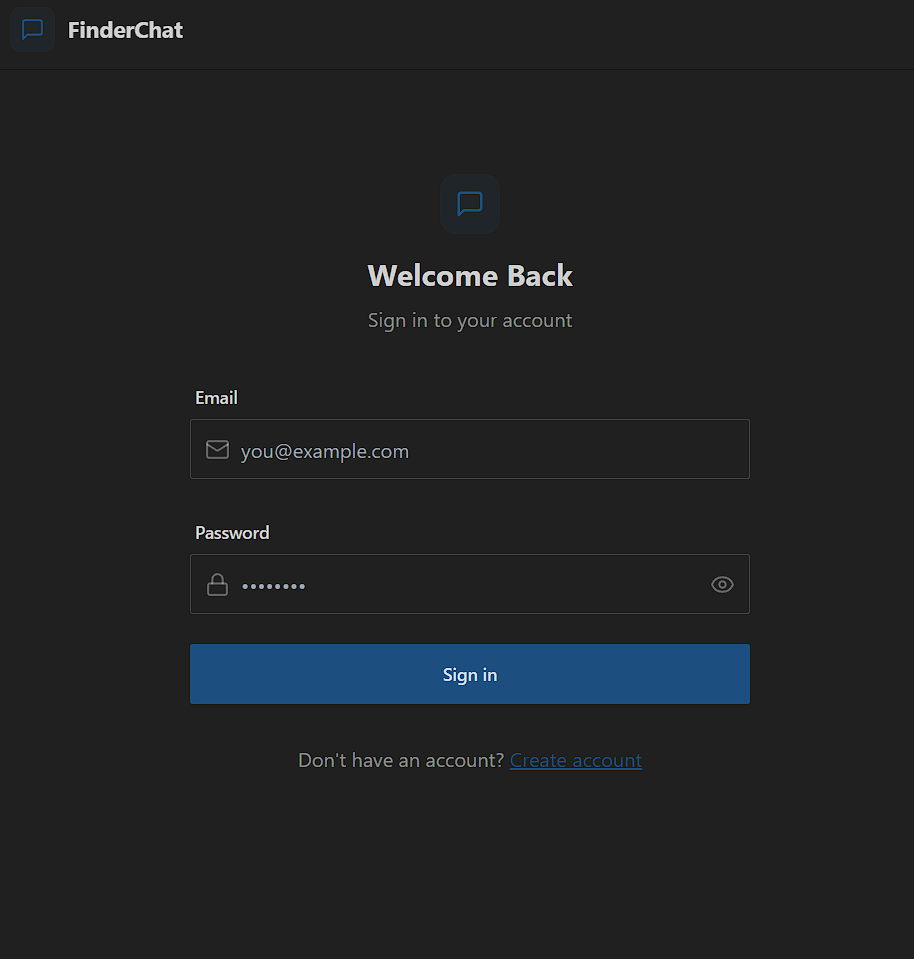 FinderChat
Welcome Back
Sign in to your account
Email
you@example.com
Password
••••••••
Sign in
Don't have an account? Create account